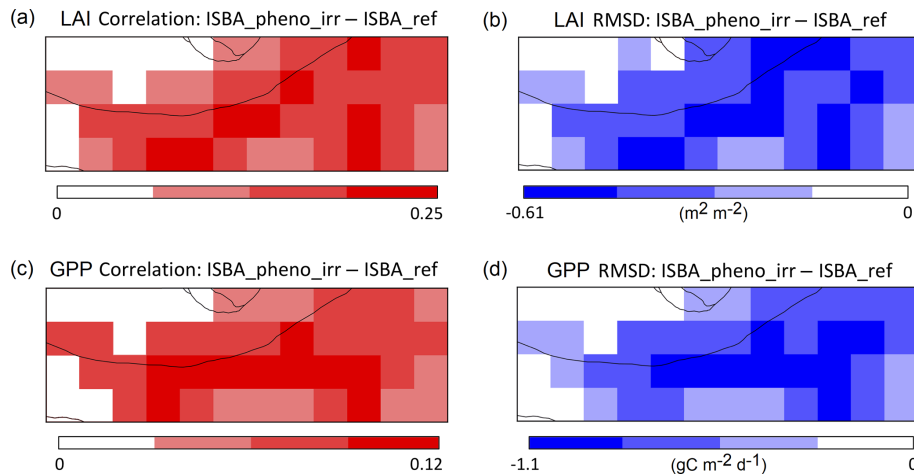 (a) LAI Correlation: ISBA_pheno_irr – ISBA_ref
(b) LAI RMSD: ISBA_pheno_irr – ISBA_ref
0 0.25
-0.61 (m² m⁻²) 0
(c) GPP Correlation: ISBA_pheno_irr – ISBA_ref
(d) GPP RMSD: ISBA_pheno_irr – ISBA_ref
0 0.12
-1.1 (gC m⁻² d⁻¹) 0